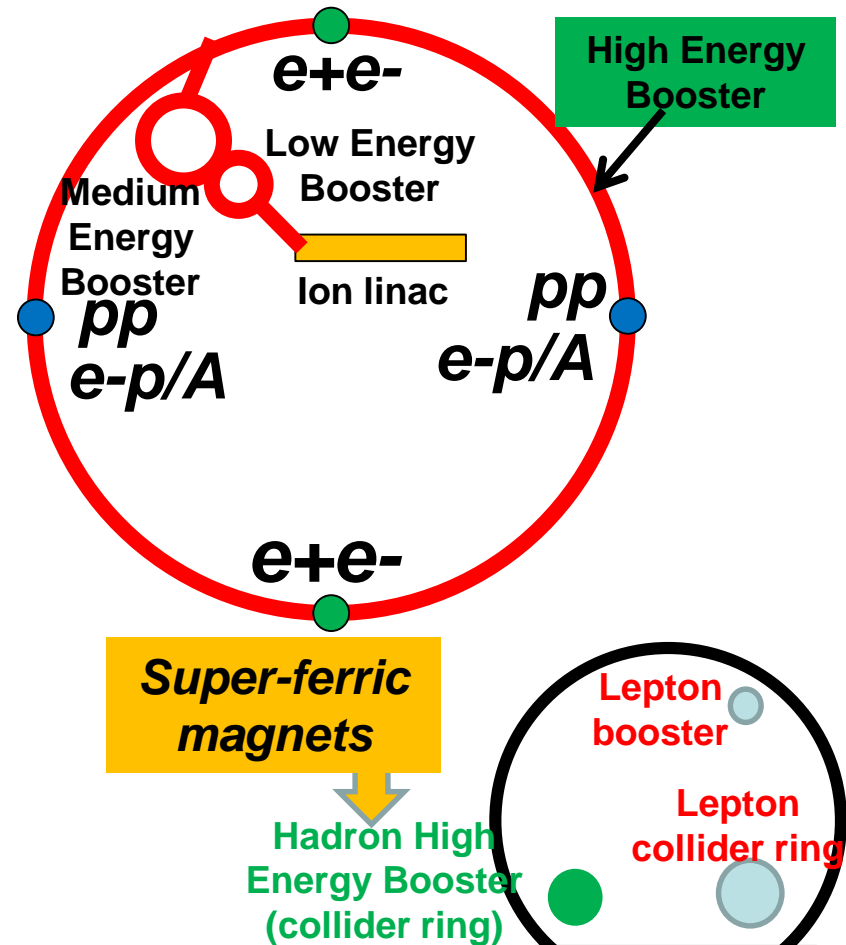 e+e-
High Energy
Booster
Low Energy
Booster
Medium
Energy
Booster
Ion linac
pp
e-p/A
pp
e-p/A
e+e-
Super-ferric
magnets
Lepton
booster
Lepton
collider ring
Hadron High
Energy Booster
(collider ring)